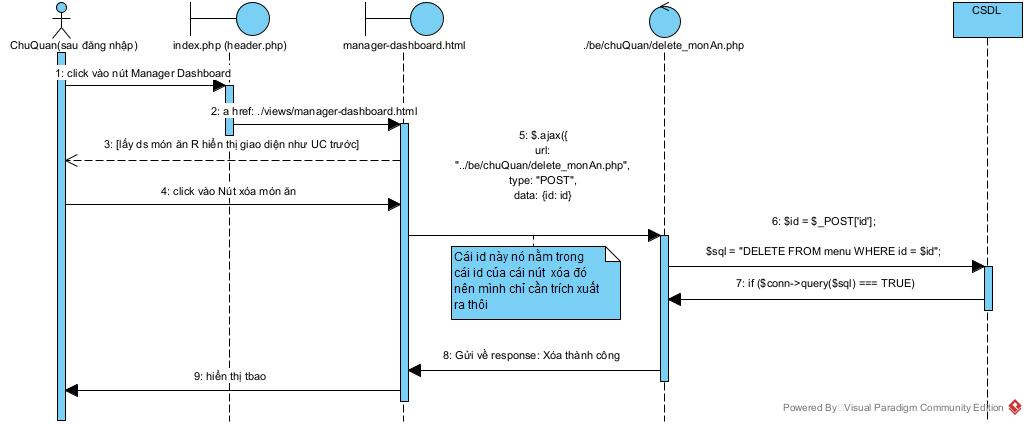 CSDL
ChuQuan(sau đăng nhập)
index.php (header.php)
manager-dashboard.html
./be/chuQuan/delete_monAn.php
1: click vào nút Manager Dashboard
2: a href: ./views/manager-dashboard.html
3: [lấy ds món ăn R hiển thị giao diện như UC trước]
5: $.ajax({
url:
"../be/chuQuan/delete_monAn.php",
type: "POST",
data: {id: id}
4: click vào Nút xóa món ăn
6: $id = $_POST['id'];
$sql = "DELETE FROM menu WHERE id = $id";
Cái id này nó nằm trong
cái id của cái nút xóa đó
nên mình chỉ cần trích xuất
ra thôi
7: if ($conn->query($sql) === TRUE)
8: Gửi về response: Xóa thành công
9: hiển thị tbao
Powered By Visual Paradigm Community Edition